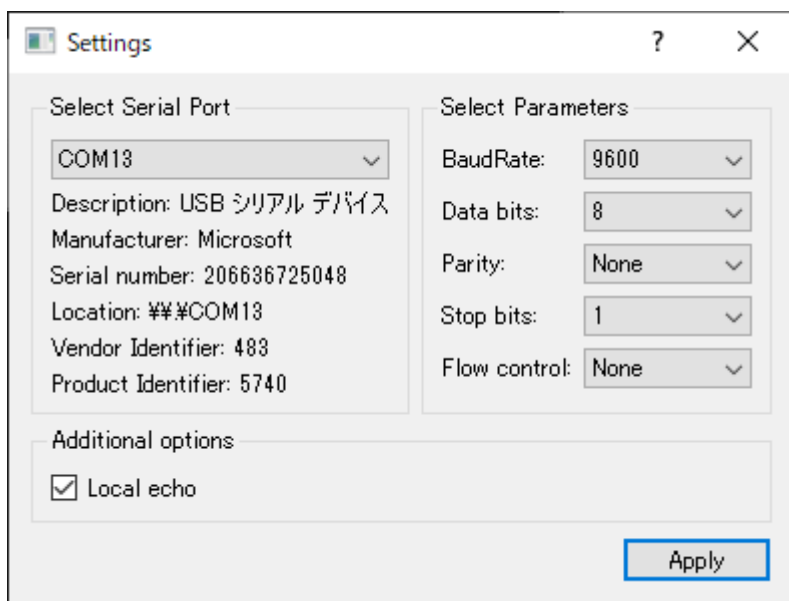 Settings
?
Select Serial Port
COM13
Description: USB シリアル デバイス
Manufacturer: Microsoft
Serial number: 206636725048
Location: ¥¥.¥COM13
Vendor Identifier: 483
Product Identifier: 5740
Select Parameters
BaudRate: 9600
Data bits: 8
Parity: None
Stop bits: 1
Flow control: None
Additional options
Local echo
Apply